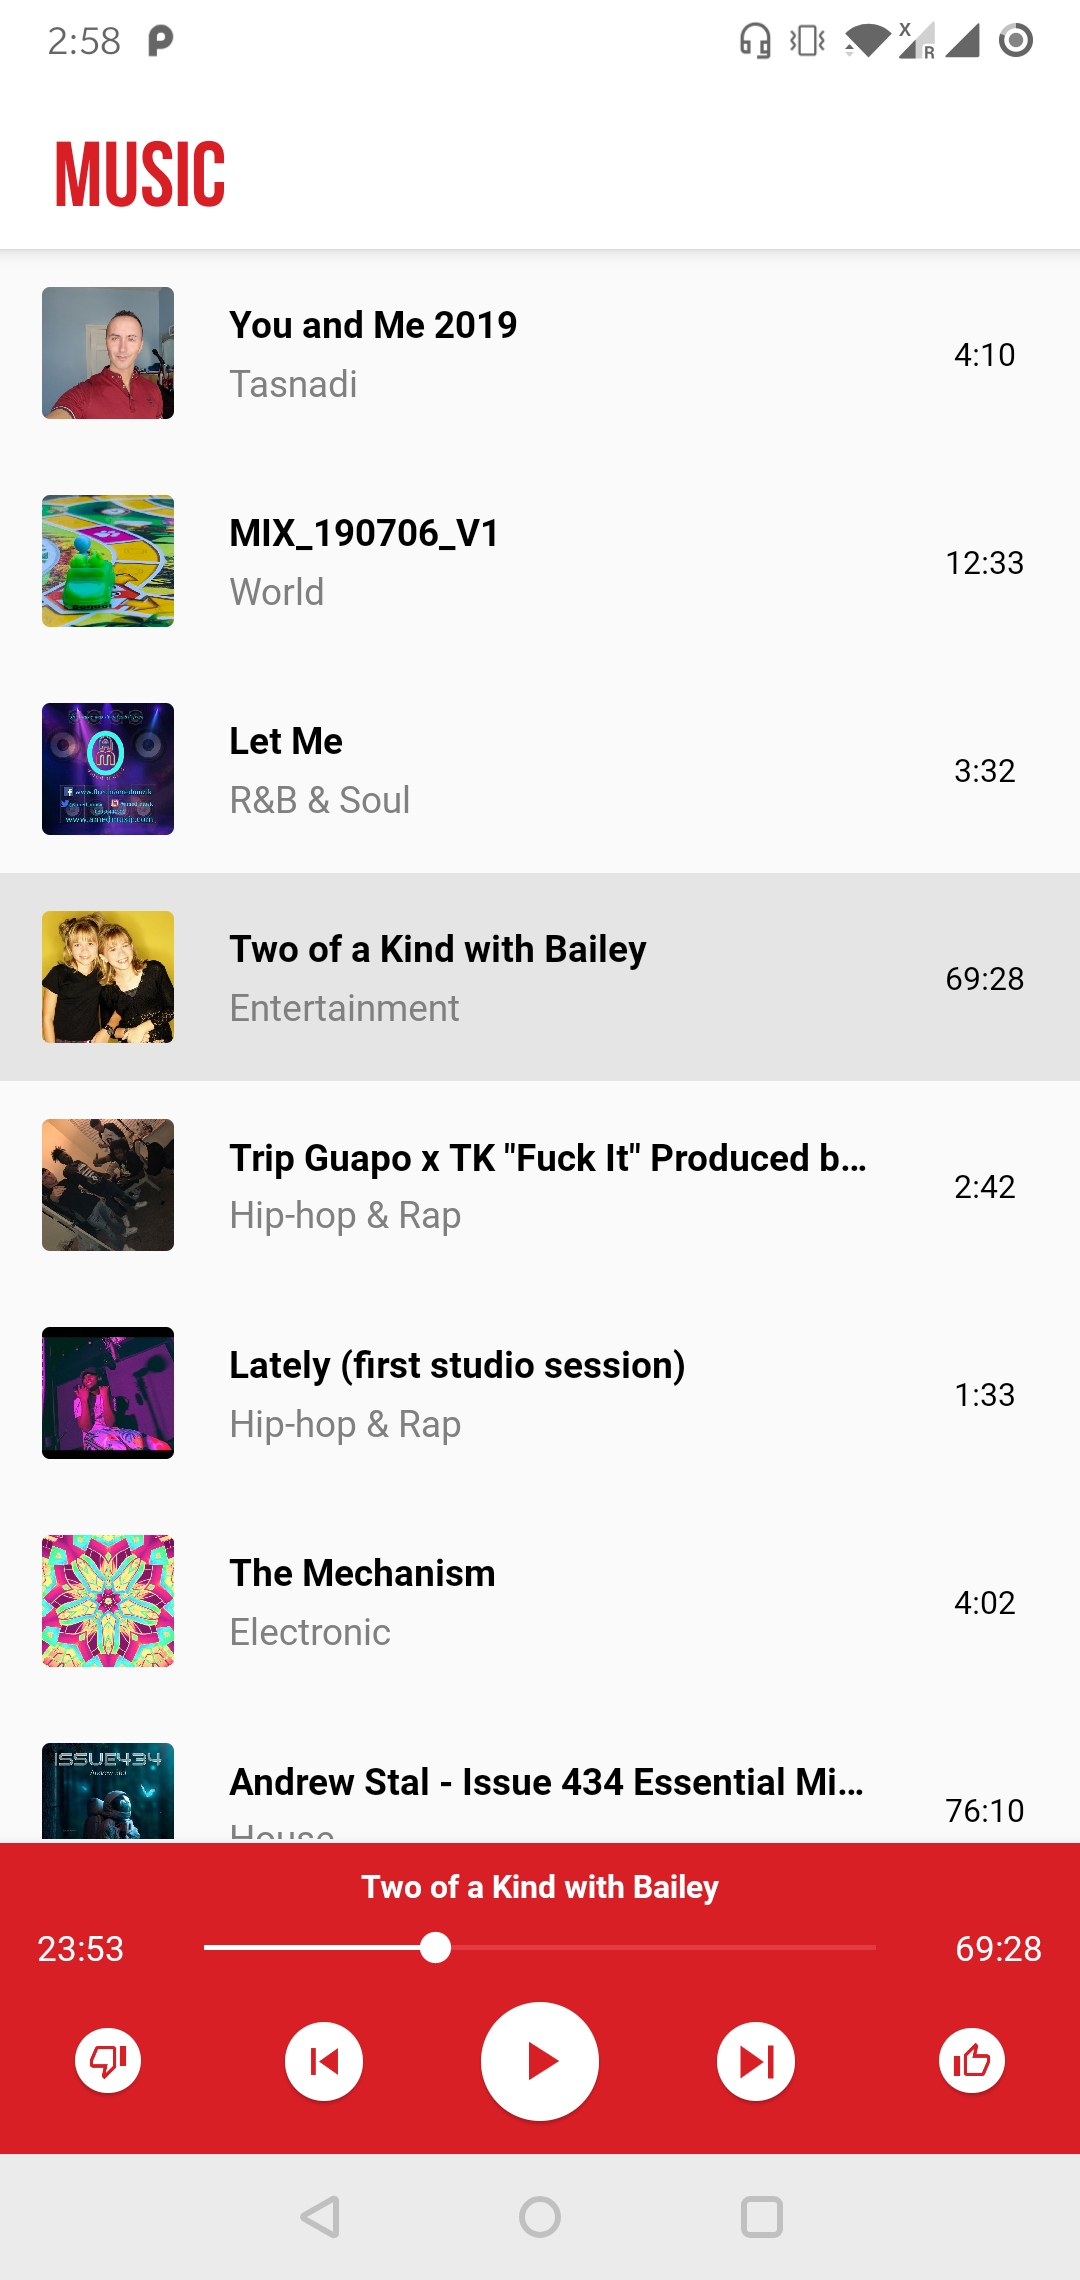 2:58
X
R
MUSIC
You and Me 2019
Tasnadi
4:10
MIX_190706_V1
World
12:33
Let Me
R&B & Soul
3:32
www.amedmuzic.com
Two of a Kind with Bailey
Entertainment
69:28
Trip Guapo x TK "Fuck It" Produced b...
Hip-hop & Rap
2:42
Lately (first studio session)
Hip-hop & Rap
1:33
The Mechanism
Electronic
4:02
ISSUE434
Andrew Stal - Issue 434 Essential Mi...
House
76:10
Two of a Kind with Bailey
23:53
69:28